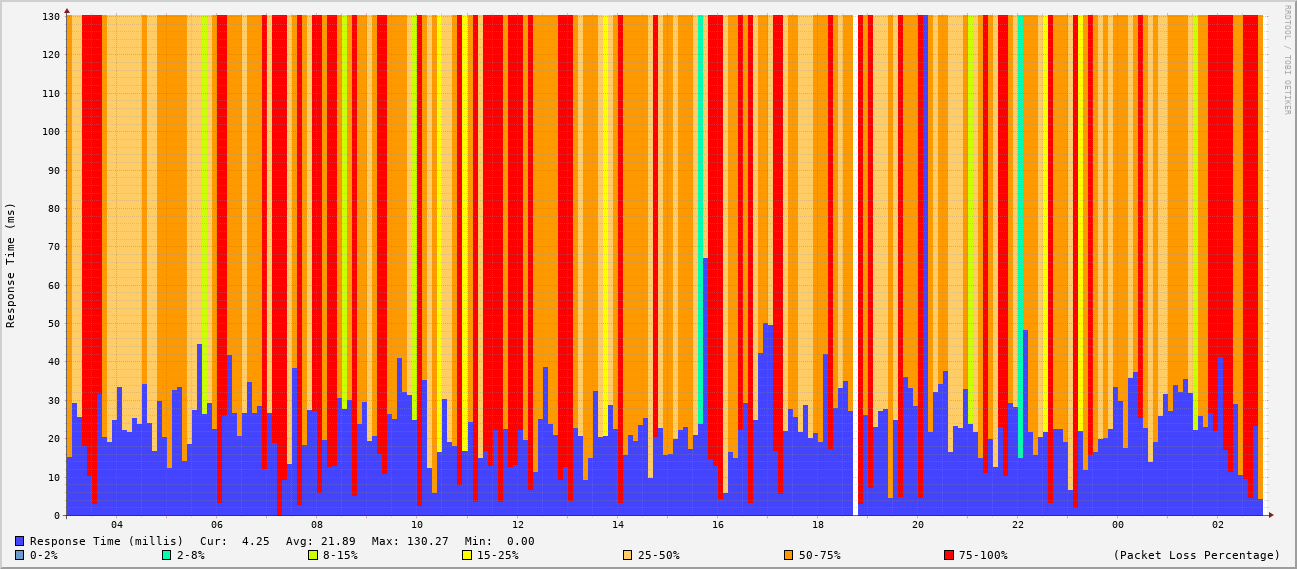 130
120
110
100
90
80
70
60
50
40
30
20
10
0
Response Time (ms)
RRDTOOL / TOBI OETIKER
04 06 08 10 12 14 16 18 20 22 00 02
Response Time (millis) Cur: 4.25 Avg: 21.89 Max: 130.27 Min: 0.00
0-2% 2-8% 8-15% 15-25% 25-50% 50-75% 75-100% (Packet Loss Percentage)